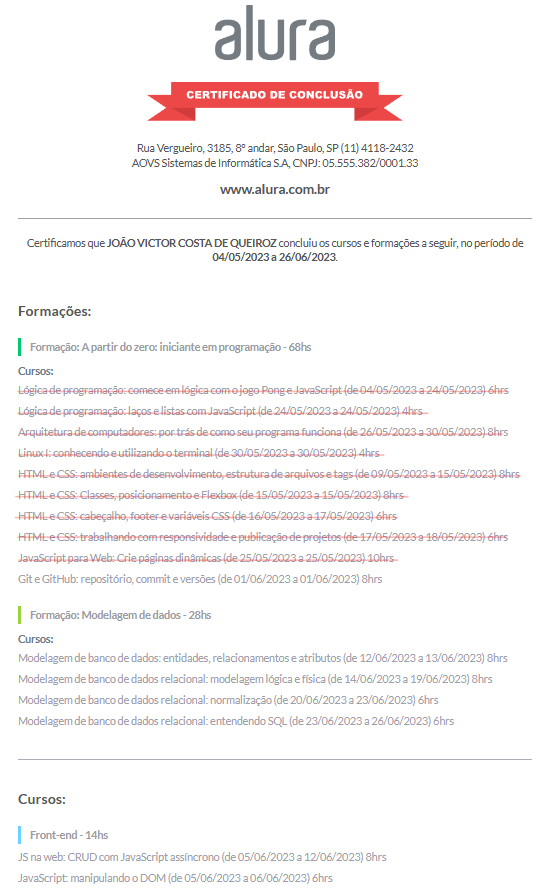 alura
CERTIFICADO DE CONCLUSÃO
Rua Vergueiro, 3185, 8º andar, São Paulo, SP (11) 4118-2432
AOVS Sistemas de Informática S.A, CNPJ: 05.555.382/0001.33
www.alura.com.br
Certificamos que JOÃO VICTOR COSTA DE QUEIROZ concluiu os cursos e formações a seguir, no período de
04/05/2023 a 26/06/2023.
Formações:
Formação: A partir do zero: iniciante em programação - 68hs
Cursos:
Lógica de programação: comece em lógica com o jogo Pong e JavaScript (de 04/05/2023 a 24/05/2023) 6hrs
Lógica de programação: laços e listas com JavaScript (de 24/05/2023 a 24/05/2023) 4hrs
Arquitetura de computadores: por trás de como seu programa funciona (de 26/05/2023 a 30/05/2023) 8hrs
Linux I: conhecendo e utilizando o terminal (de 30/05/2023 a 30/05/2023) 4hrs
HTML e CSS: ambientes de desenvolvimento, estrutura de arquivos e tags (de 09/05/2023 a 15/05/2023) 8hrs
HTML e CSS: Classes, posicionamento e Flexbox (de 15/05/2023 a 15/05/2023) 8hrs
HTML e CSS: cabeçalho, footer e variáveis CSS (de 16/05/2023 a 17/05/2023) 6hrs
HTML e CSS: trabalhando com responsividade e publicação de projetos (de 17/05/2023 a 18/05/2023) 6hrs
JavaScript para Web: Crie páginas dinâmicas (de 25/05/2023 a 25/05/2023) 10hrs
Git e GitHub: repositório, commit e versões (de 01/06/2023 a 01/06/2023) 8hrs
Formação: Modelagem de dados - 28hs
Cursos:
Modelagem de banco de dados: entidades, relacionamentos e atributos (de 12/06/2023 a 13/06/2023) 8hrs
Modelagem de banco de dados relacional: modelagem lógica e física (de 14/06/2023 a 19/06/2023) 8hrs
Modelagem de banco de dados relacional: normalização (de 20/06/2023 a 23/06/2023) 6hrs
Modelagem de banco de dados relacional: entendendo SQL (de 23/06/2023 a 26/06/2023) 6hrs
Cursos:
Front-end - 14hs
JS na web: CRUD com JavaScript assíncrono (de 05/06/2023 a 12/06/2023) 8hrs
JavaScript: manipulando o DOM (de 05/06/2023 a 06/06/2023) 6hrs